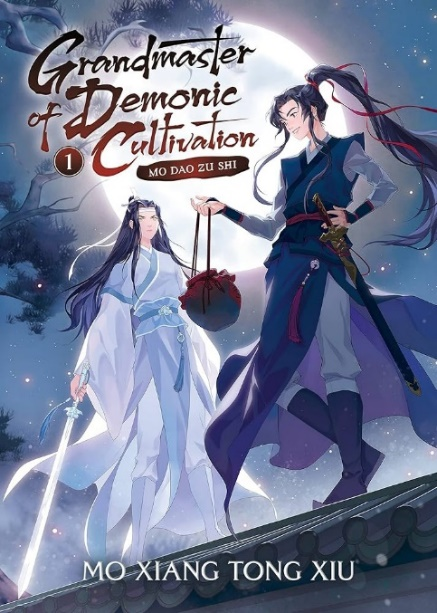 Grandmaster
of Demonic
1 Cultivation
MO DAO ZU SHI
MO XIANG TONG XIU